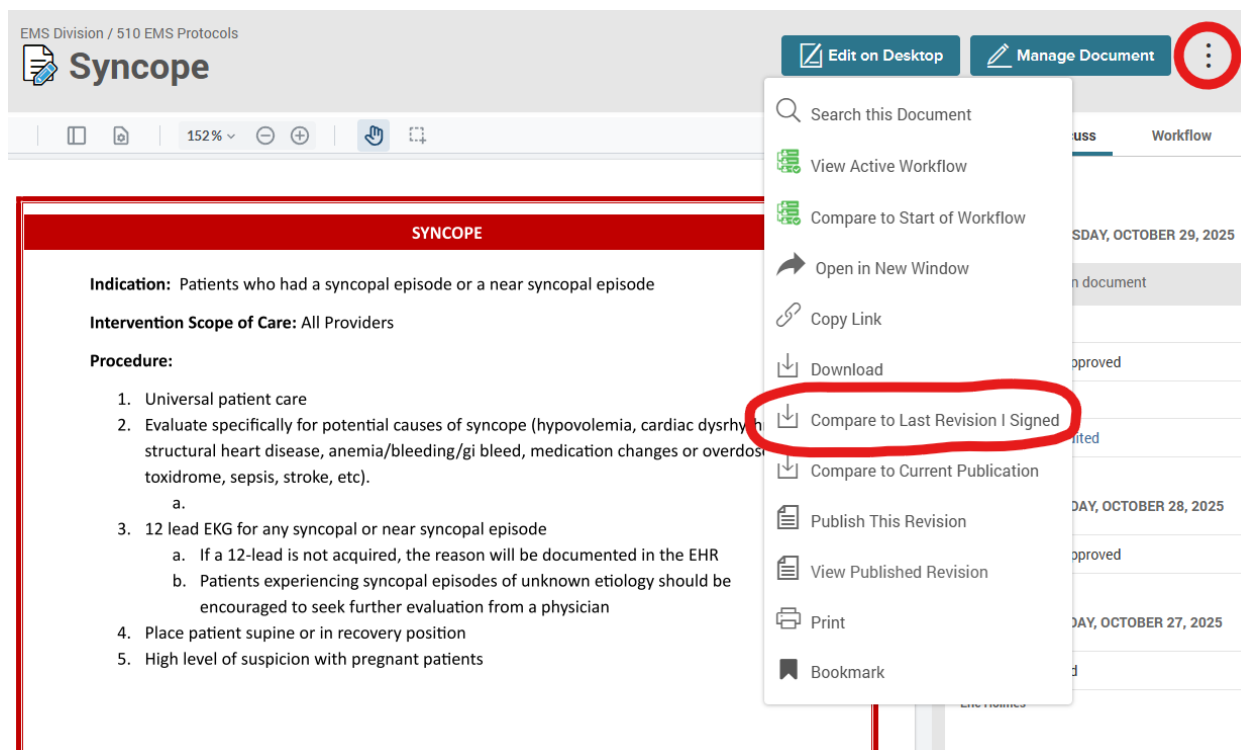 EMS Division / 510 EMS Protocols
Syncope
Edit on Desktop
Manage Document
152%
Workflow
Search this Document
View Active Workflow
Compare to Start of Workflow
Open in New Window
Copy Link
Download
Compare to Last Revision I Signed
Compare to Current Publication
Publish This Revision
View Published Revision
Print
Bookmark
OCTOBER 29, 2025
document
OCTOBER 28, 2025
OCTOBER 27, 2025
SYNCOPE
Indication: Patients who had a syncopal episode or a near syncopal episode
Intervention Scope of Care: All Providers
Procedure:
1. Universal patient care
2. Evaluate specifically for potential causes of syncope (hypovolemia, cardiac
structural heart disease, anemia/bleeding/gi bleed, medication changes or
toxidrome, sepsis, stroke, etc).
a.
3. 12 lead EKG for any syncopal or near syncopal episode
a. If a 12-lead is not acquired, the reason will be documented in the EHR
b. Patients experiencing syncopal episodes of unknown etiology should be
encouraged to seek further evaluation from a physician
4. Place patient supine or in recovery position
5. High level of suspicion with pregnant patients